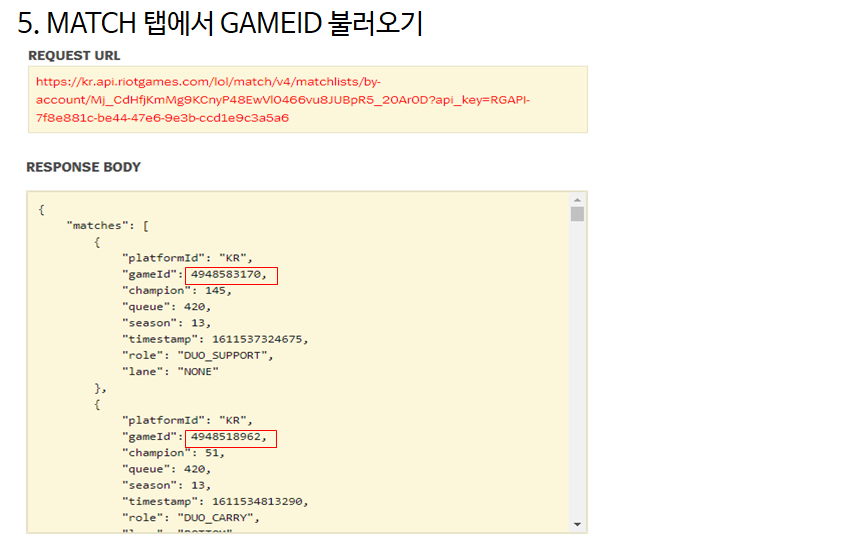 5. MATCH 탭에서 GAMEID 불러오기
REQUEST URL
https://kr.api.riotgames.com/lol/match/v4/matchlists/by-
account/Mj_CdHfjKmMg9KCnyP48EwVl0466vu8JUBpR5_20Ar0D?api_key=RGAPI-
7f8e881c-be44-47e6-9e3b-ccd1e9c3a5a6
RESPONSE BODY
{
"matches": [
{
"platformId": "KR",
"gameId": 4948583170,
"champion": 145,
"queue": 420,
"season": 13,
"timestamp": 1611537324675,
"role": "DUO_SUPPORT",
"lane": "NONE"
},
{
"platformId": "KR",
"gameId": 4948518962,
"champion": 51,
"queue": 420,
"season": 13,
"timestamp": 1611534813290,
"role": "DUO_CARRY",
"lane": "BOTTOM"